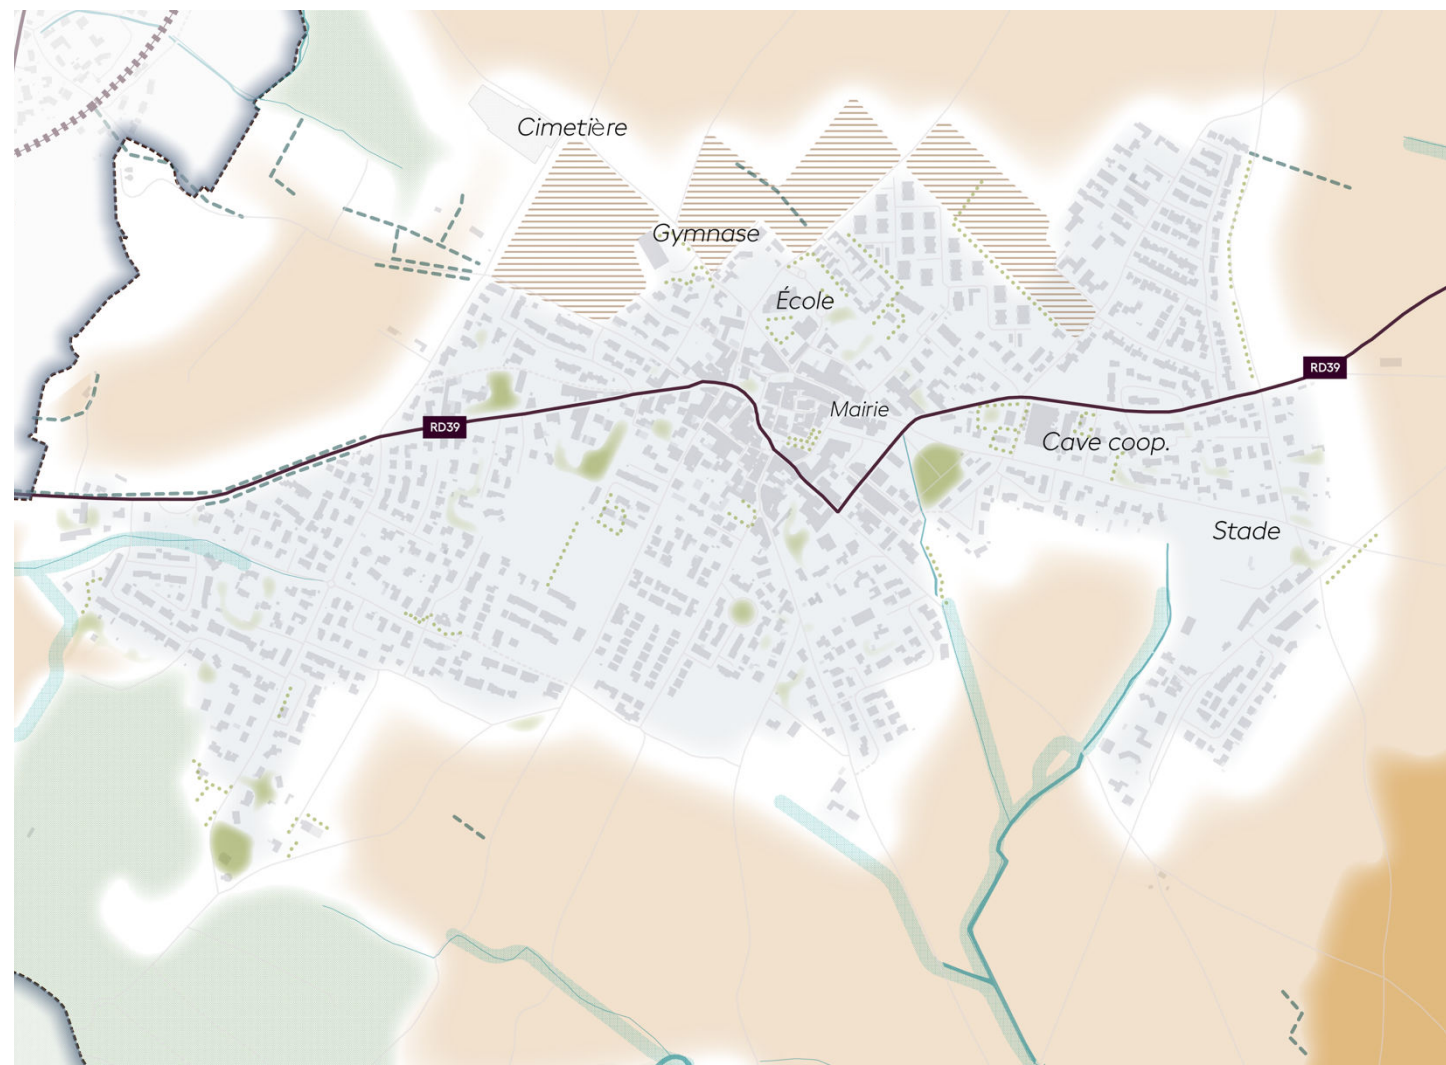 Cimetière
Gymnase
École
RD39
Mairie
RD39
Cave coop.
Stade